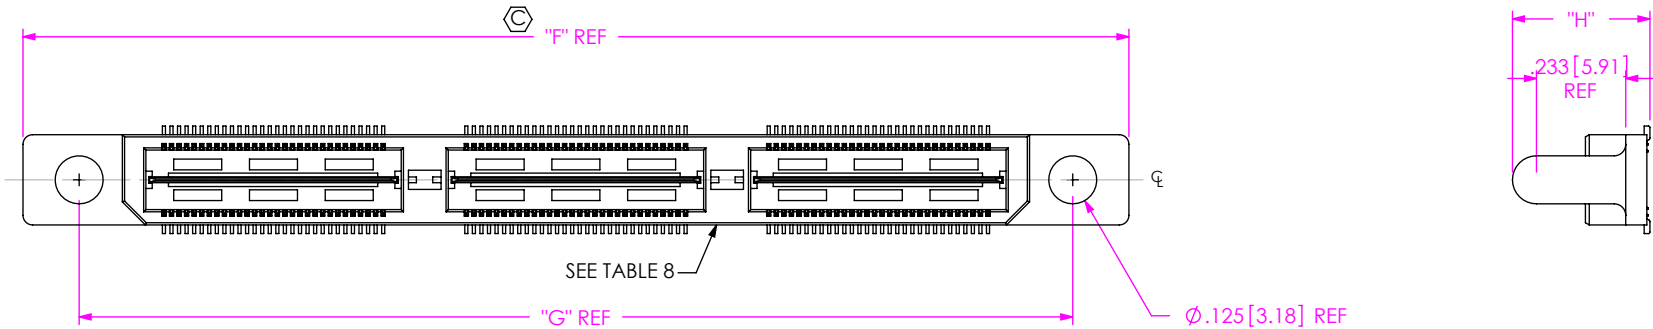 C
"F" REF
"H"
.233[5.91]
REF
℄
SEE TABLE 8
"G" REF
Ø.125[3.18] REF